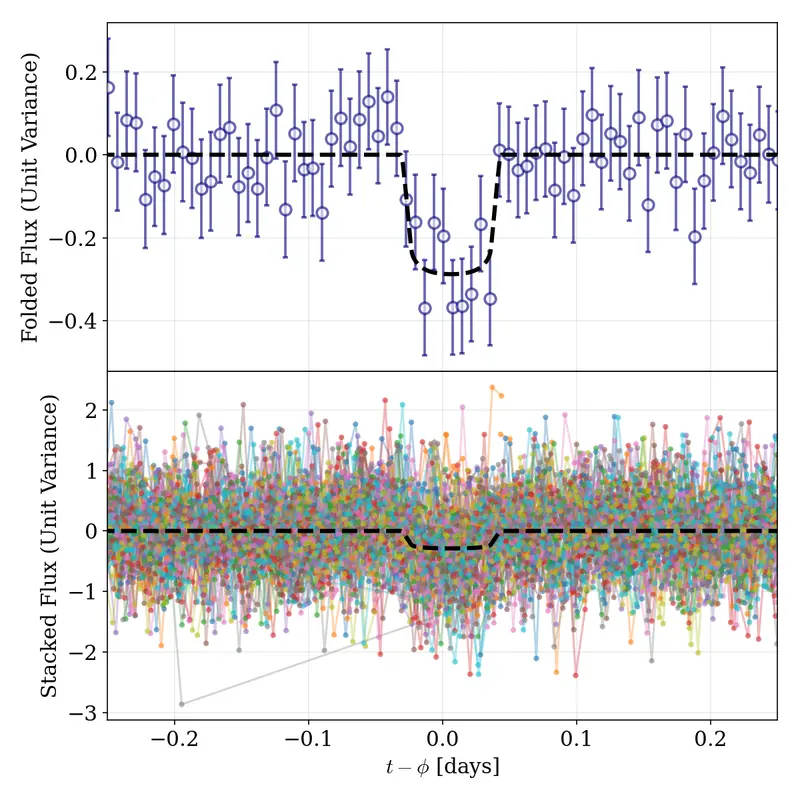 Folded Flux (Unit Variance)
0.2
0.0
−0.2
−0.4
Stacked Flux (Unit Variance)
2
1
0
−1
−2
−3
−0.2 −0.1 0.0 0.1 0.2
t − ϕ [days]